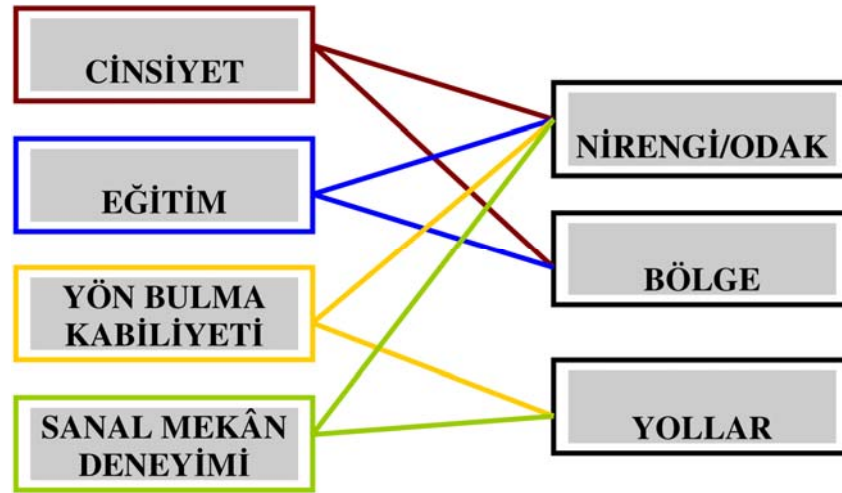 CİNSİYET
EĞİTİM
YÖN BULMA
KABİLİYETİ
SANAL MEKÂN
DENEYİMİ
NİRENGİ/ODAK
BÖLGE
YOLLAR